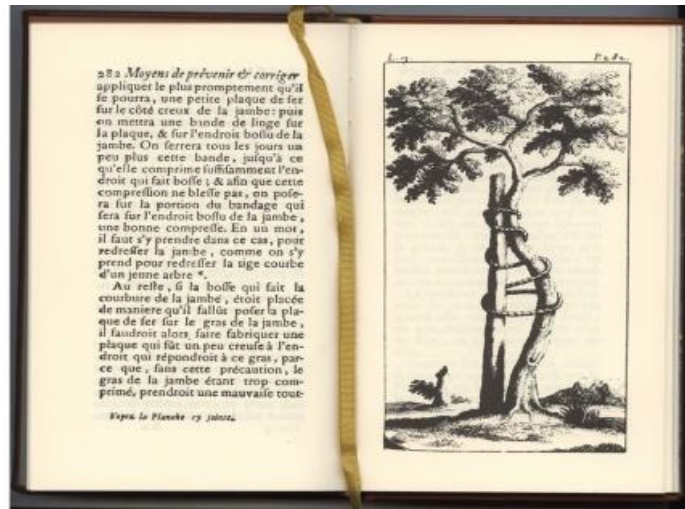 282 Moyens de prévenir & corriger
appliquer le plus promptement qu'il
se pourra, une petite plaque de fer
sur le côté creux de la jambe: puis
on mettra une bande de linge sur
la plaque, & sur l'endroit bossu de la
jambe. On serrera tous les jours un
peu plus cette bande, jusqu'à ce
qu'elle comprime suffisamment l'en-
droit qui fait bosse; & afin que cette
compression ne blesse pas, on pose-
ra sur la portion du bandage qui
sera sur l'endroit bossu de la jambe,
une bonne compresse. En un mot,
il faut s'y prendre dans ce cas, pour
redresser la jambe, comme on s'y
prend pour redresser la tige courbe
d'un jeune arbre *.
Au reste, si la bosse qui fait la
courbure de la jambe, étoit placée
de maniere qu'il fallût poser la pla-
que de fer sur le gras de la jambe,
il faudroit alors faire fabriquer une
plaque qui fût un peu creuse à l'en-
droit qui répondroit à ce gras, par-
ce que, sans cette précaution, le
gras de la jambe étant trop com-
primé, prendroit une mauvaise tour-
Voyez la Planche cy jointe.
P. 282.